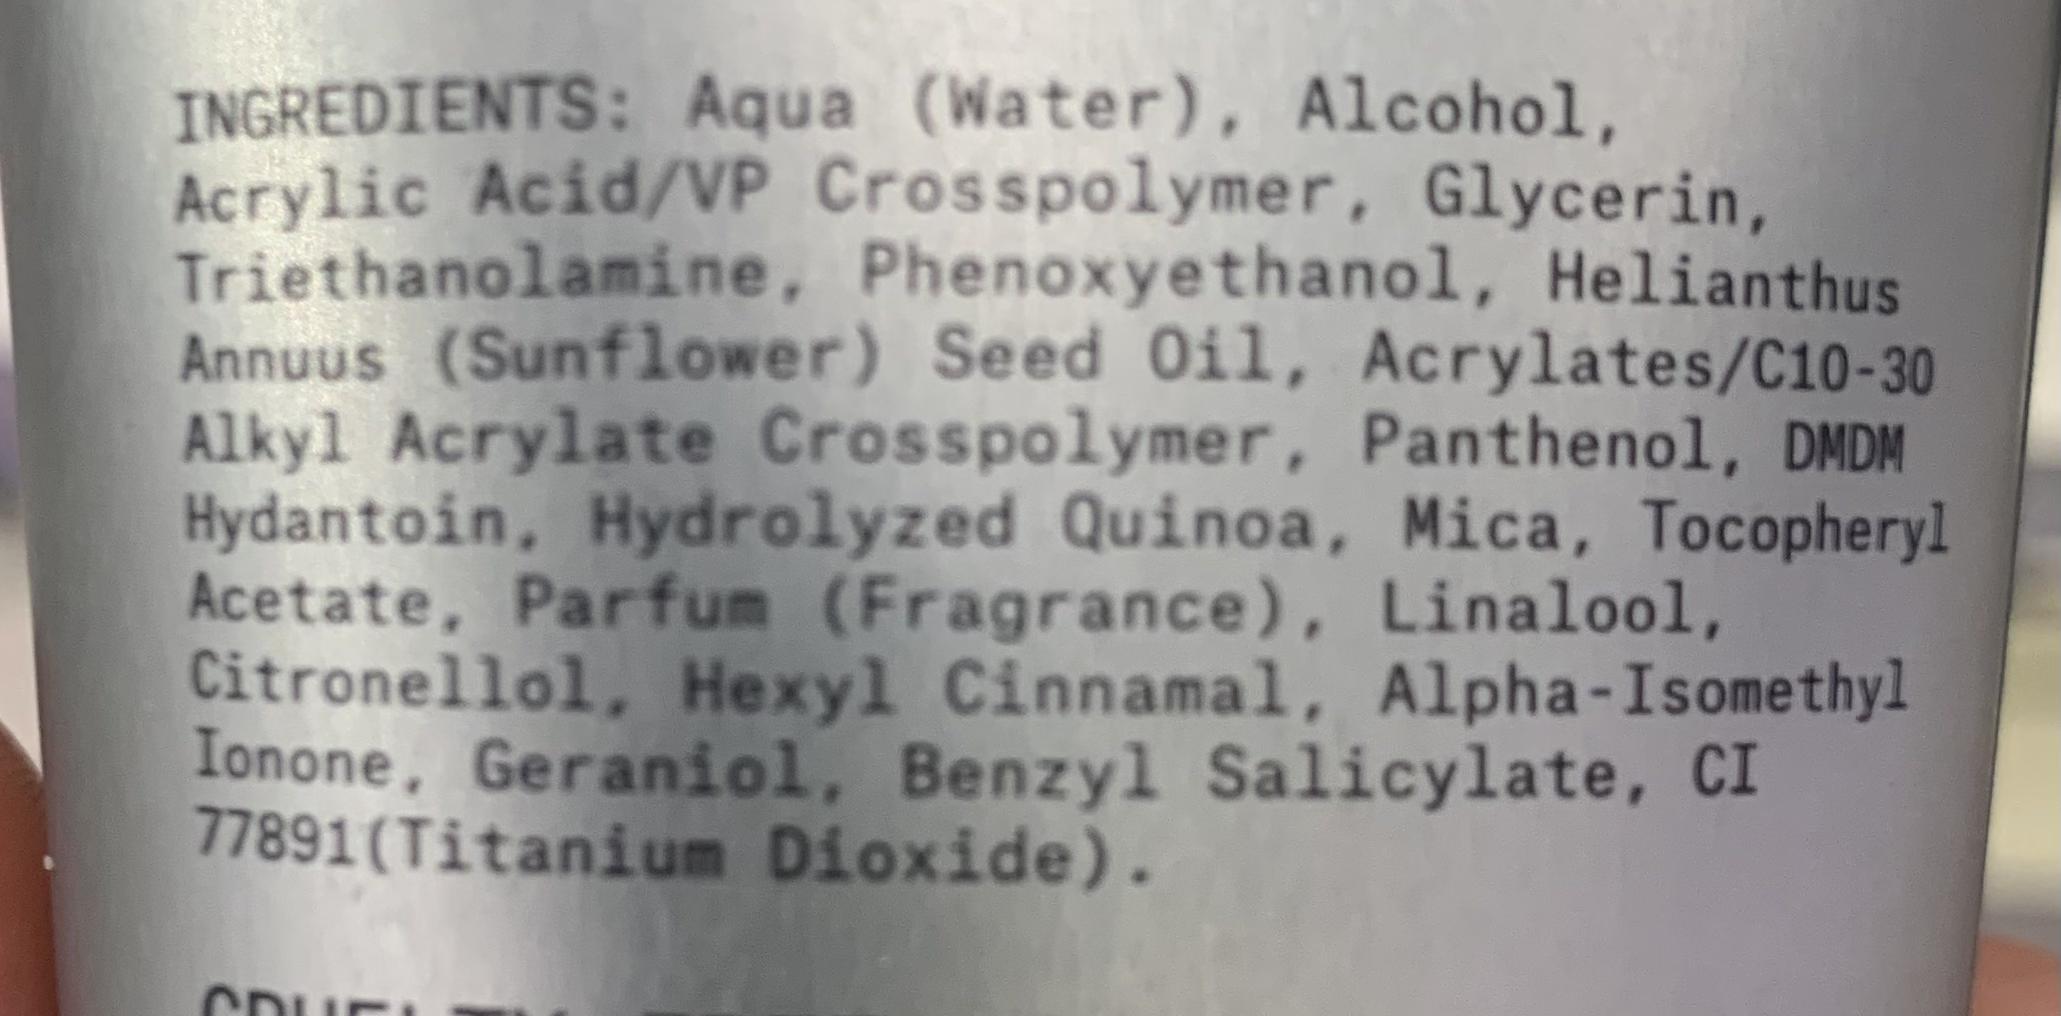 INGREDIENTS: Aqua (Water), Alcohol,
Acrylic Acid/VP Crosspolymer, Glycerin,
Triethanolamine, Phenoxyethanol, Helianthus
Annuus (Sunflower) Seed Oil, Acrylates/C10-30
Alkyl Acrylate Crosspolymer, Panthenol, DMDM
Hydantoin, Hydrolyzed Quinoa, Mica, Tocopheryl
Acetate, Parfum (Fragrance), Linalool,
Citronellol, Hexyl Cinnamal, Alpha-Isomethyl
Ionone, Geraniol, Benzyl Salicylate, CI
77891(Titanium Dioxide).
CRUELTY